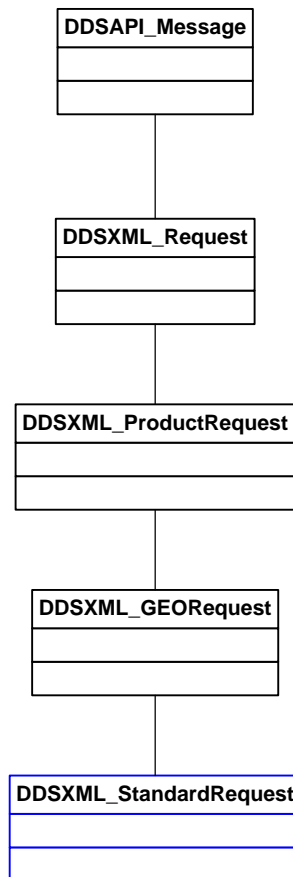 DDSAPI_Message
DDSXML_Request
DDSXML_ProductRequest
DDSXML_GEORequest
DDSXML_StandardRequest